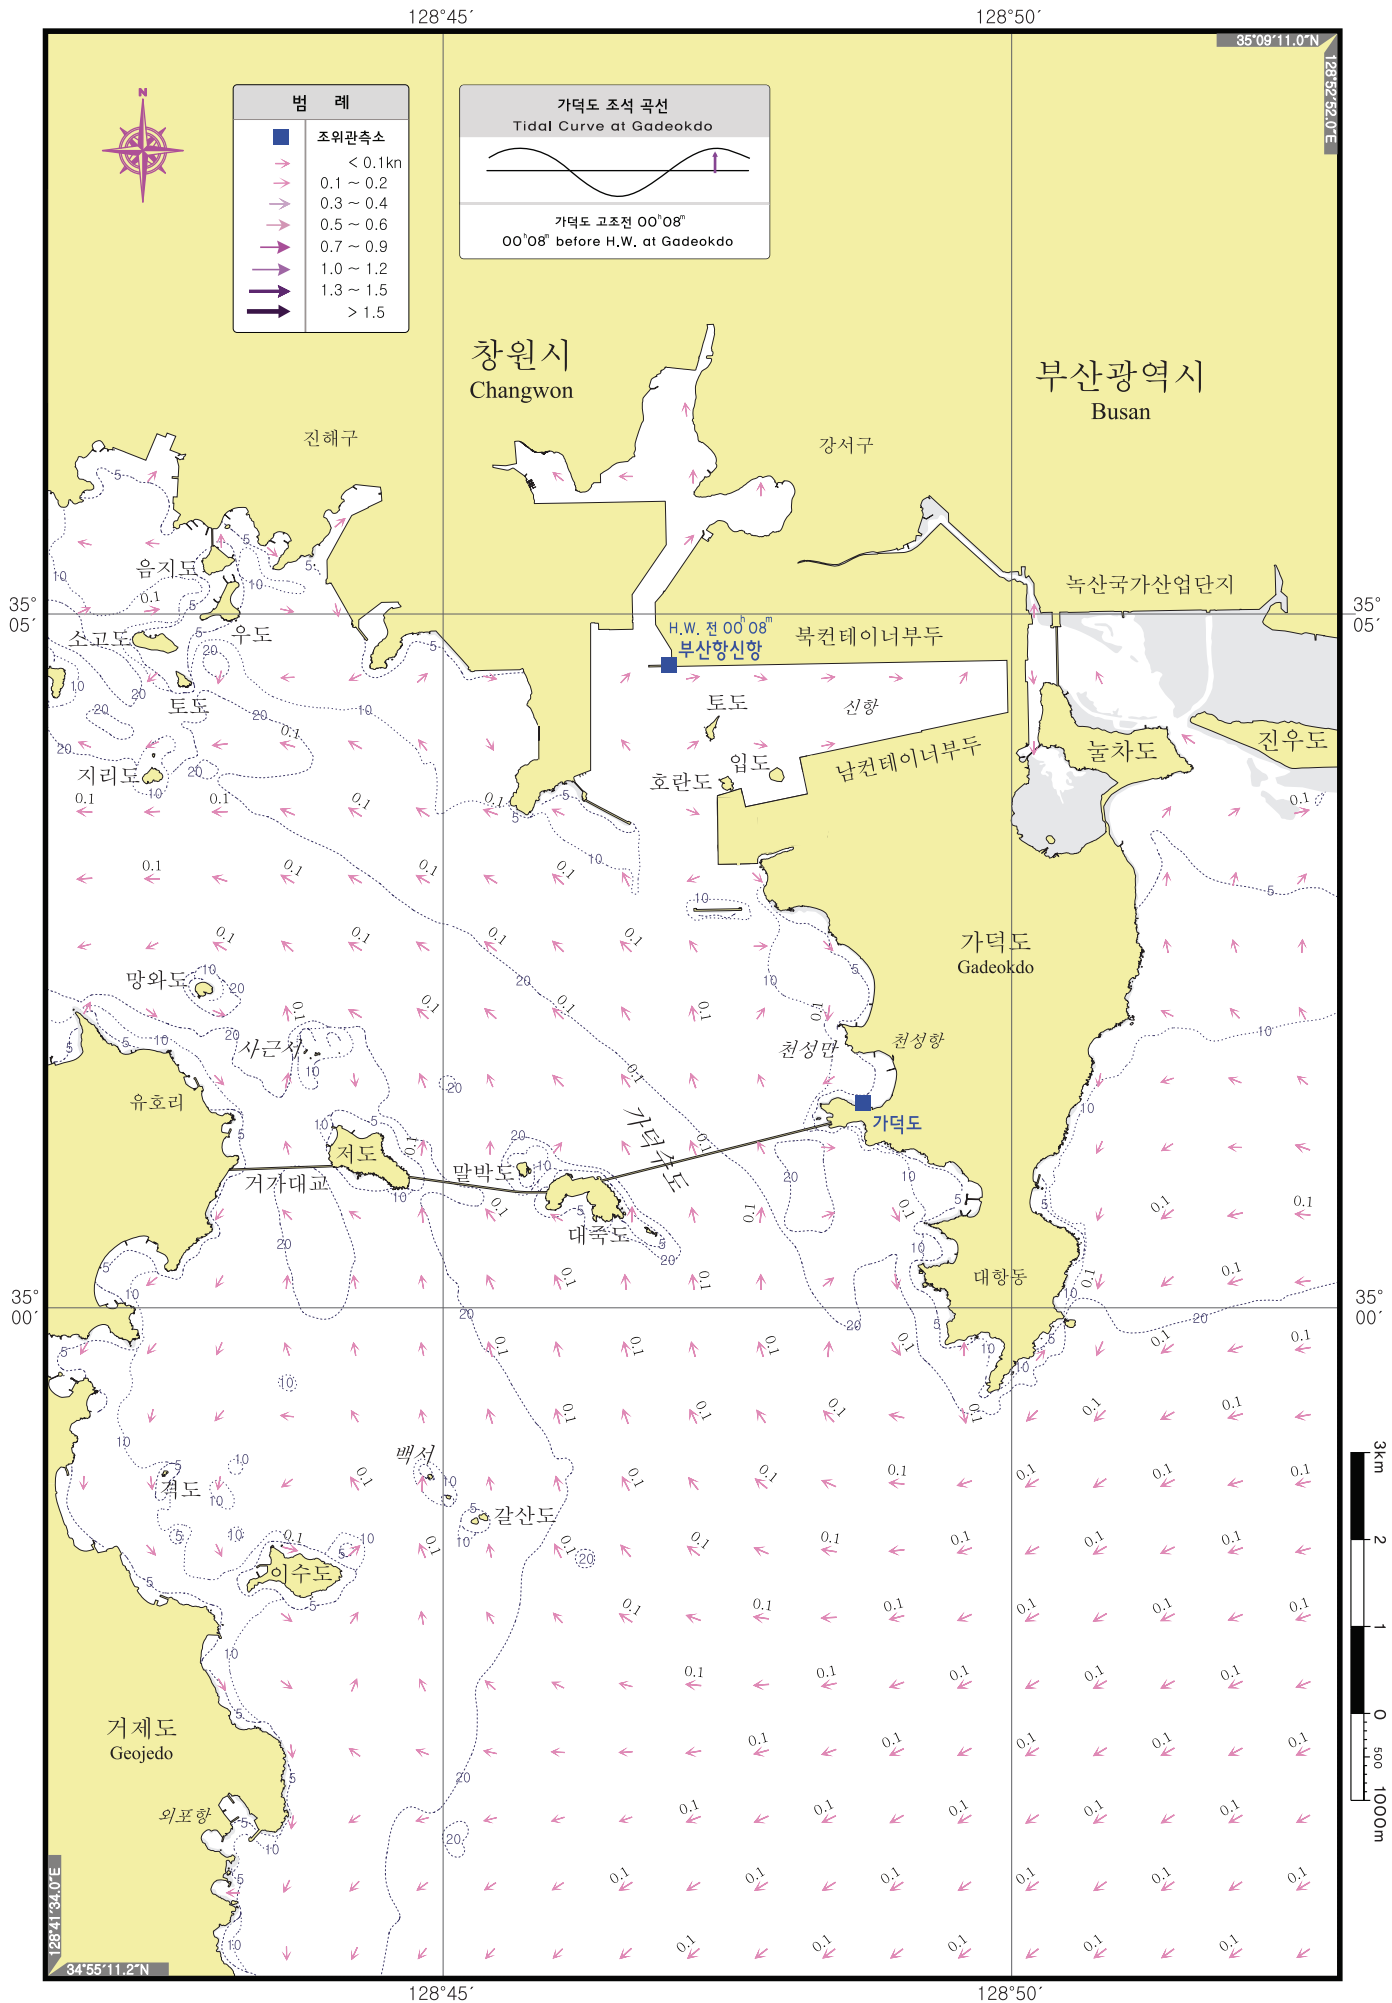 128°45′
128°50′
35°09′11.0″N
128°52′52.0″E
N
범 례
조위관측소
< 0.1kn
0.1 ~ 0.2
0.3 ~ 0.4
0.5 ~ 0.6
0.7 ~ 0.9
1.0 ~ 1.2
1.3 ~ 1.5
> 1.5
가덕도 조석 곡선
Tidal Curve at Gadeokdo
가덕도 고조전 00ʰ08ᵐ
00ʰ08ᵐ before H.W. at Gadeokdo
창원시
Changwon
부산광역시
Busan
진해구
강서구
음지도
녹산국가산업단지
35°
05′
35°
05′
소고도
우도
H.W. 전 00ʰ08ᵐ
부산항신항
북컨테이너부두
토도
토도
신항
지리도
호란도
입도
남컨테이너부두
눌차도
진우도
망와도
가덕도
Gadeokdo
사근서
천성만
천성항
유호리
저도
가덕수도
가덕도
거가대교
말박도
대죽도
대항동
35°
00′
35°
00′
백서
갈산도
이수도
거제도
Geojedo
외포항
3km
2
1
0
500
1000m
128°41′34.0″E
34°55′11.2″N
128°45′
128°50′